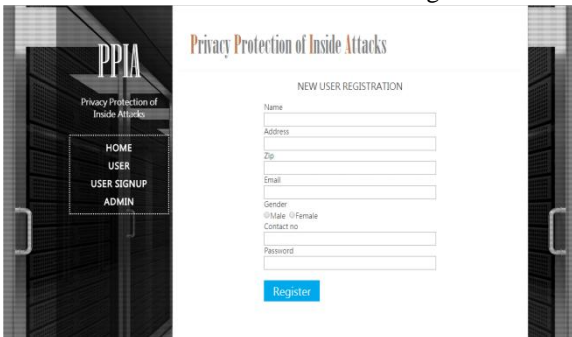 PPIA
Privacy Protection of
Inside Attacks
HOME
USER
USER SIGNUP
ADMIN
Privacy Protection of Inside Attacks
NEW USER REGISTRATION
Name
Address
Zip
Email
Gender
Male Female
Contact no
Password
Register